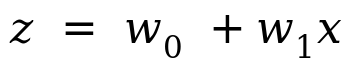 z = w₀ + w₁x